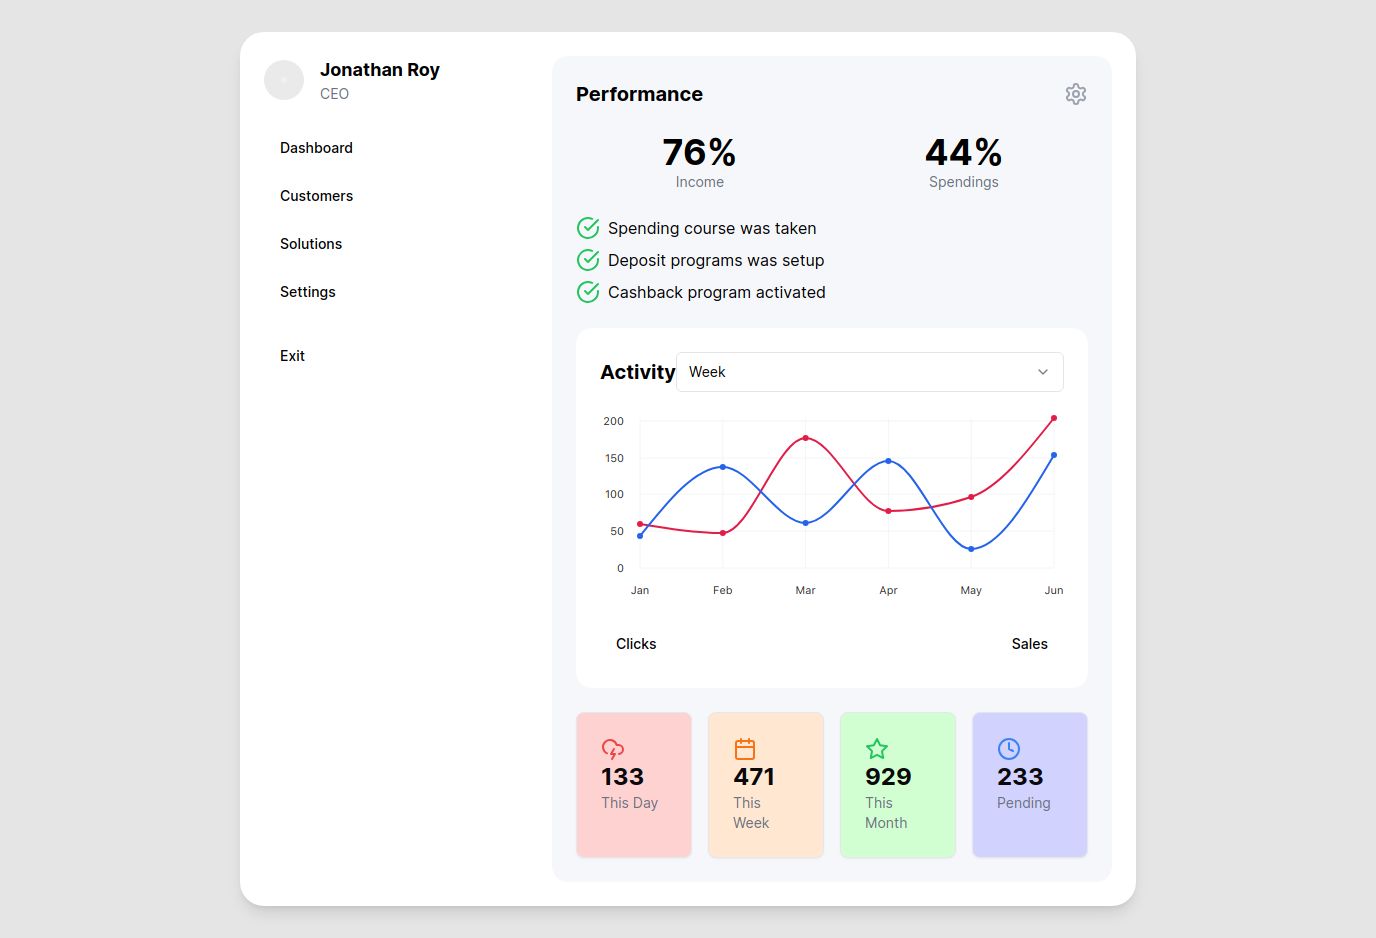 Jonathan Roy
CEO
Dashboard
Customers
Solutions
Settings
Exit
Performance
76%
Income
44%
Spendings
Spending course was taken
Deposit programs was setup
Cashback program activated
Activity
Week
200
150
100
50
0
Jan Feb Mar Apr May Jun
Clicks
Sales
133
This Day
471
This
Week
929
This
Month
233
Pending